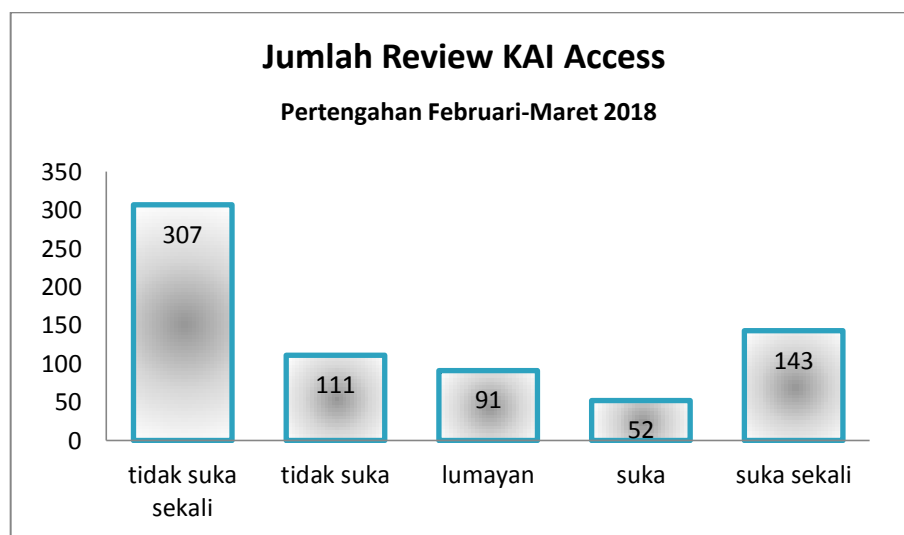 Jumlah Review KAI Access
Pertengahan Februari-Maret 2018
350
300
250
200
150
100
50
0
307
111
91
52
143
tidak suka sekali
tidak suka
lumayan
suka
suka sekali